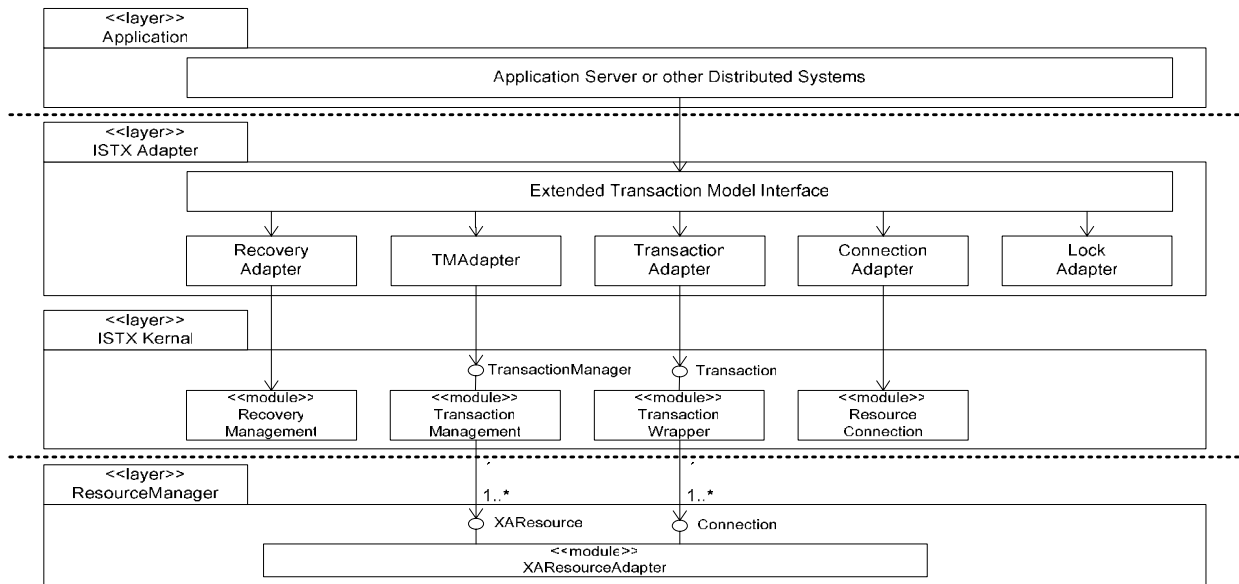 <<layer>>
Application
Application Server or other Distributed Systems
<<layer>>
ISTX Adapter
Extended Transaction Model Interface
Recovery
Adapter
TMAdapter
Transaction
Adapter
Connection
Adapter
Lock
Adapter
<<layer>>
ISTX Kernal
TransactionManager
Transaction
<<module>>
Recovery
Management
<<module>>
Transaction
Management
<<module>>
Transaction
Wrapper
<<module>>
Resource
Connection
<<layer>>
ResourceManager
1..*
1..*
XAResource
Connection
<<module>>
XAResourceAdapter